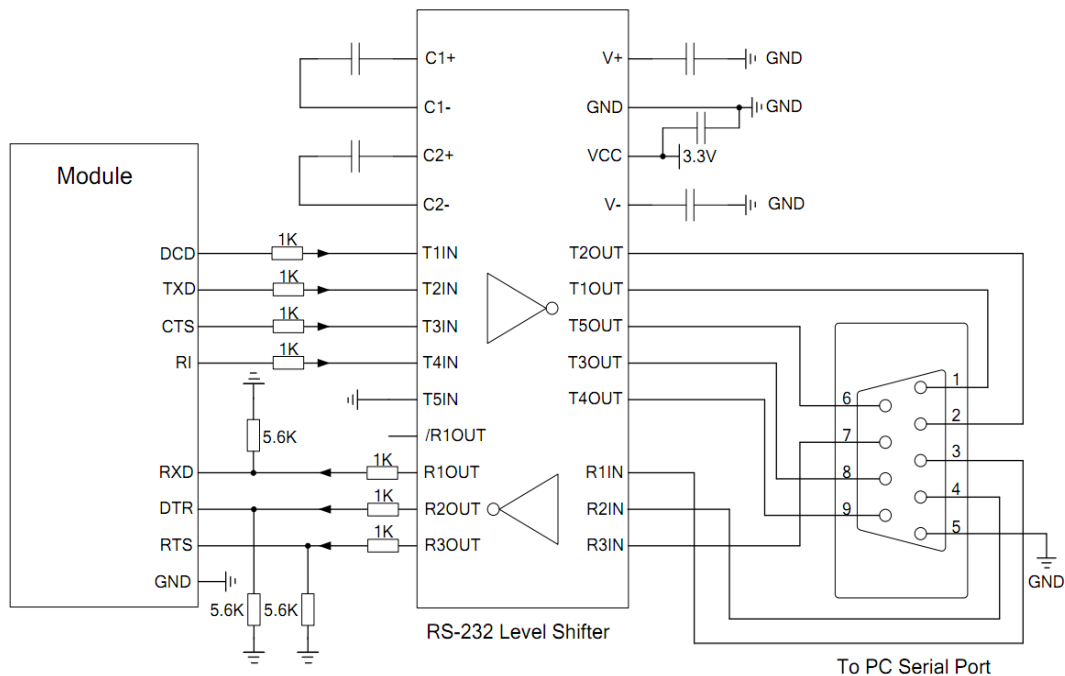 C1+ V+ GND
C1- GND GND
C2+ VCC 3.3V
Module
C2- V- GND
1K
DCD T1IN T2OUT
1K
TXD T2IN T1OUT
1K
CTS T3IN T5OUT
1K
RI T4IN T3OUT
1
6
T5IN T4OUT
2
5.6K /R1OUT
7
3
1K
RXD R1OUT R1IN
8
4
1K
DTR R2OUT R2IN
9
5
1K
RTS R3OUT R3IN
GND GND
5.6K 5.6K
RS-232 Level Shifter
To PC Serial Port